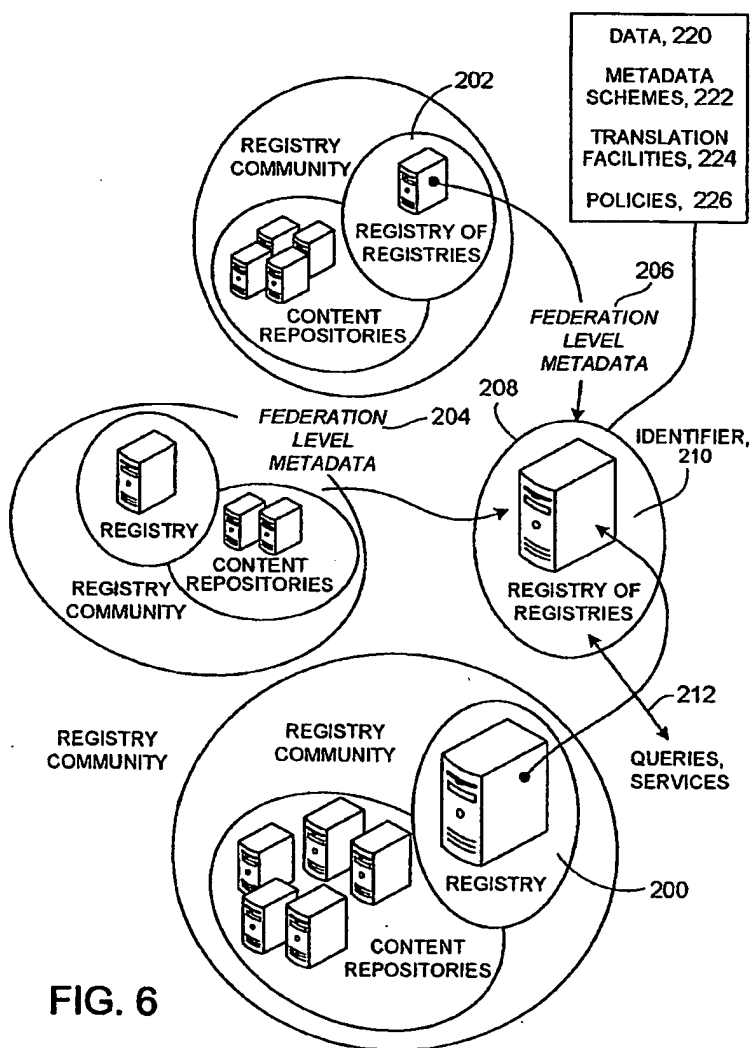 DATA, 220
METADATA
SCHEMES, 222
TRANSLATION
FACILITIES, 224
POLICIES, 226
202
REGISTRY
COMMUNITY
REGISTRY OF
REGISTRIES
CONTENT
REPOSITORIES
206
FEDERATION
LEVEL
METADATA
208
IDENTIFIER,
210
FEDERATION
LEVEL
METADATA
204
REGISTRY
CONTENT
REPOSITORIES
REGISTRY
COMMUNITY
REGISTRY OF
REGISTRIES
212
QUERIES,
SERVICES
REGISTRY
COMMUNITY
REGISTRY
COMMUNITY
REGISTRY
200
CONTENT
REPOSITORIES
FIG. 6